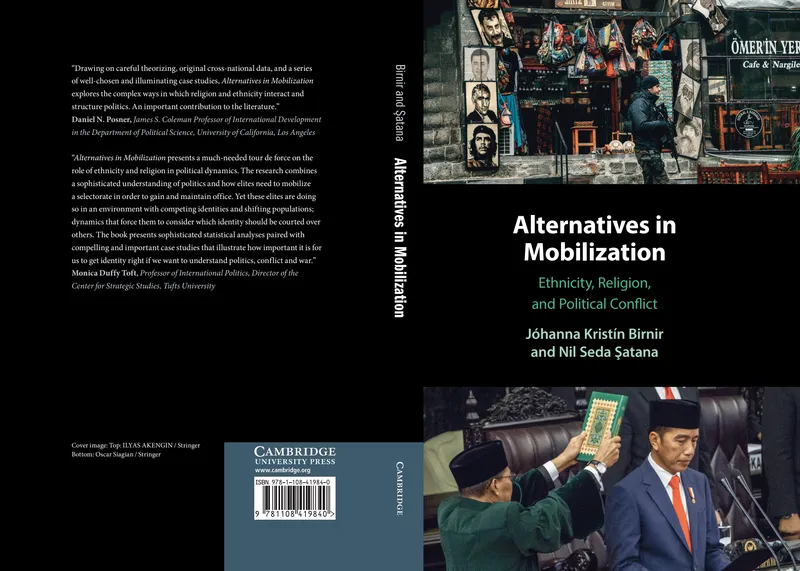 “Drawing on careful theorizing, original cross-national data, and a series
of well-chosen and illuminating case studies, Alternatives in Mobilization
explores the complex ways in which religion and ethnicity interact and
structure politics. An important contribution to the literature.”
Daniel N. Posner, James S. Coleman Professor of International Development
in the Department of Political Science, University of California, Los Angeles
“Alternatives in Mobilization presents a much-needed tour de force on the
role of ethnicity and religion in political dynamics. The research combines
a sophisticated understanding of politics and how elites need to mobilize
a selectorate in order to gain and maintain office. Yet these elites are doing
so in an environment with competing identities and shifting populations;
dynamics that force them to consider which identity should be courted over
others. The book presents sophisticated statistical analyses paired with
compelling and important case studies that illustrate how important it is for
us to get identity right if we want to understand politics, conflict and war.”
Monica Duffy Toft, Professor of International Politics, Director of the
Center for Strategic Studies, Tufts University
Cover image: Top: ILYAS AKENGIN / Stringer
Bottom: Oscar Siagian / Stringer
CAMBRIDGE
UNIVERSITY PRESS
www.cambridge.org
ISBN 978-1-108-41984-0
9 781108 419840 >
Birnir and Şatana
Alternatives in Mobilization
CAMBRIDGE
ÖMER'İN YER
Cafe & Nargile
Alternatives in
Mobilization
Ethnicity, Religion,
and Political Conflict
Jóhanna Kristín Birnir
and Nil Seda Şatana